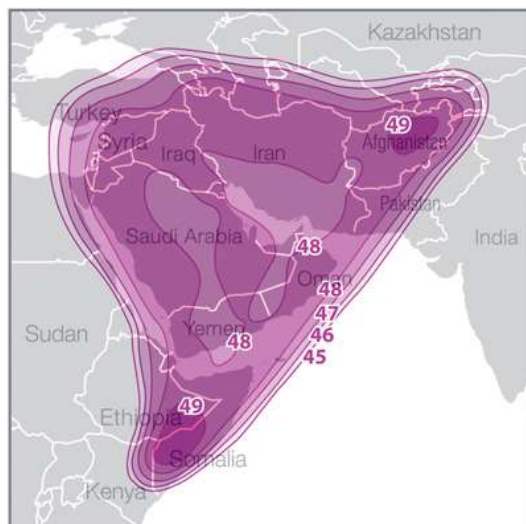 Kazakhstan
Turkey
49
Syria
Afghanistan
Iraq
Iran
Pakistan
Saudi Arabia
48
India
Oman
48
47
Sudan
Yemen
46
48
45
49
Ethiopia
Somalia
Kenya